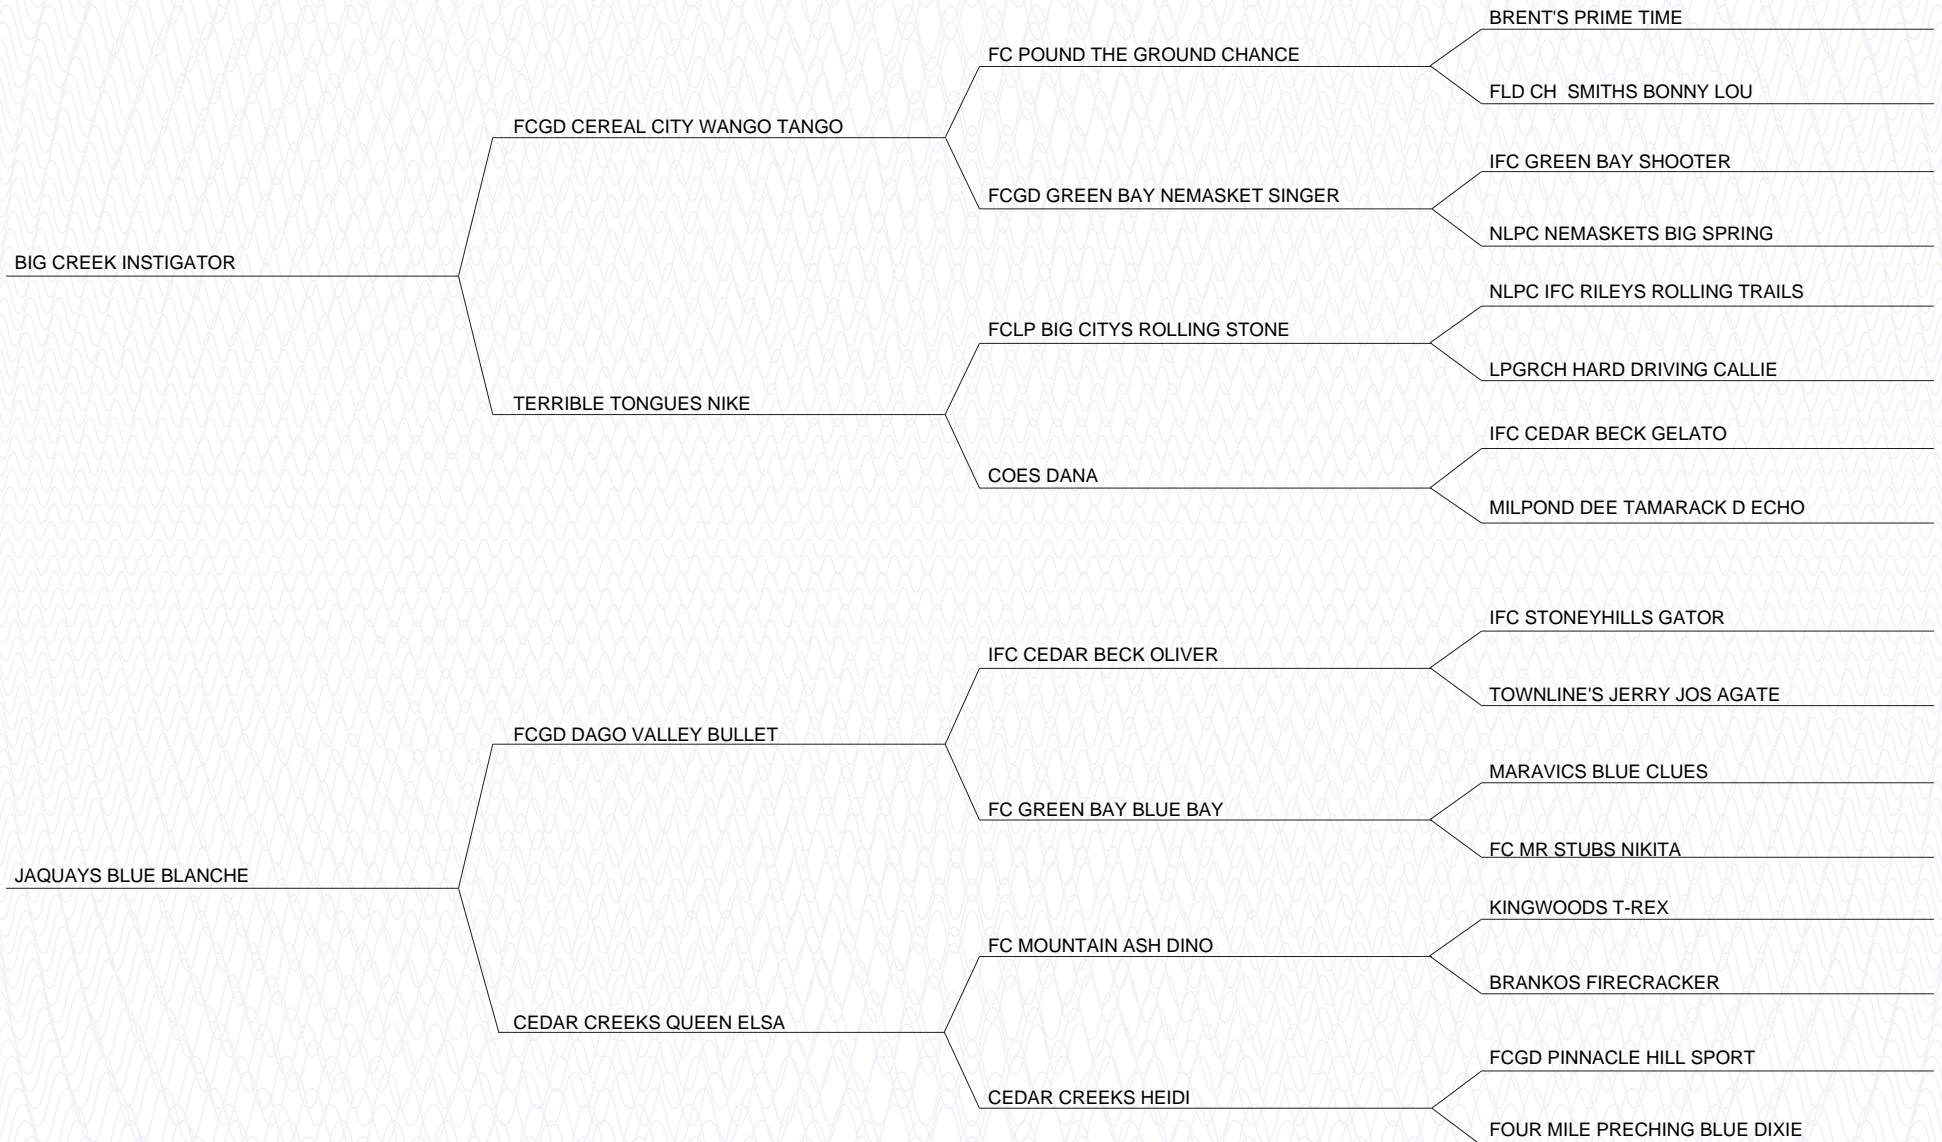 BRENT'S PRIME TIME
FC POUND THE GROUND CHANCE
FLD CH  SMITHS BONNY LOU
FCGD CEREAL CITY WANGO TANGO
IFC GREEN BAY SHOOTER
FCGD GREEN BAY NEMASKET SINGER
NLPC NEMASKETS BIG SPRING
BIG CREEK INSTIGATOR
NLPC IFC RILEYS ROLLING TRAILS
FCLP BIG CITYS ROLLING STONE
LPGRCH HARD DRIVING CALLIE
TERRIBLE TONGUES NIKE
IFC CEDAR BECK GELATO
COES DANA
MILPOND DEE TAMARACK D ECHO
IFC STONEYHILLS GATOR
IFC CEDAR BECK OLIVER
TOWNLINE'S JERRY JOS AGATE
FCGD DAGO VALLEY BULLET
MARAVICS BLUE CLUES
FC GREEN BAY BLUE BAY
FC MR STUBS NIKITA
JAQUAYS BLUE BLANCHE
KINGWOODS T-REX
FC MOUNTAIN ASH DINO
BRANKOS FIRECRACKER
CEDAR CREEKS QUEEN ELSA
FCGD PINNACLE HILL SPORT
CEDAR CREEKS HEIDI
FOUR MILE PRECHING BLUE DIXIE